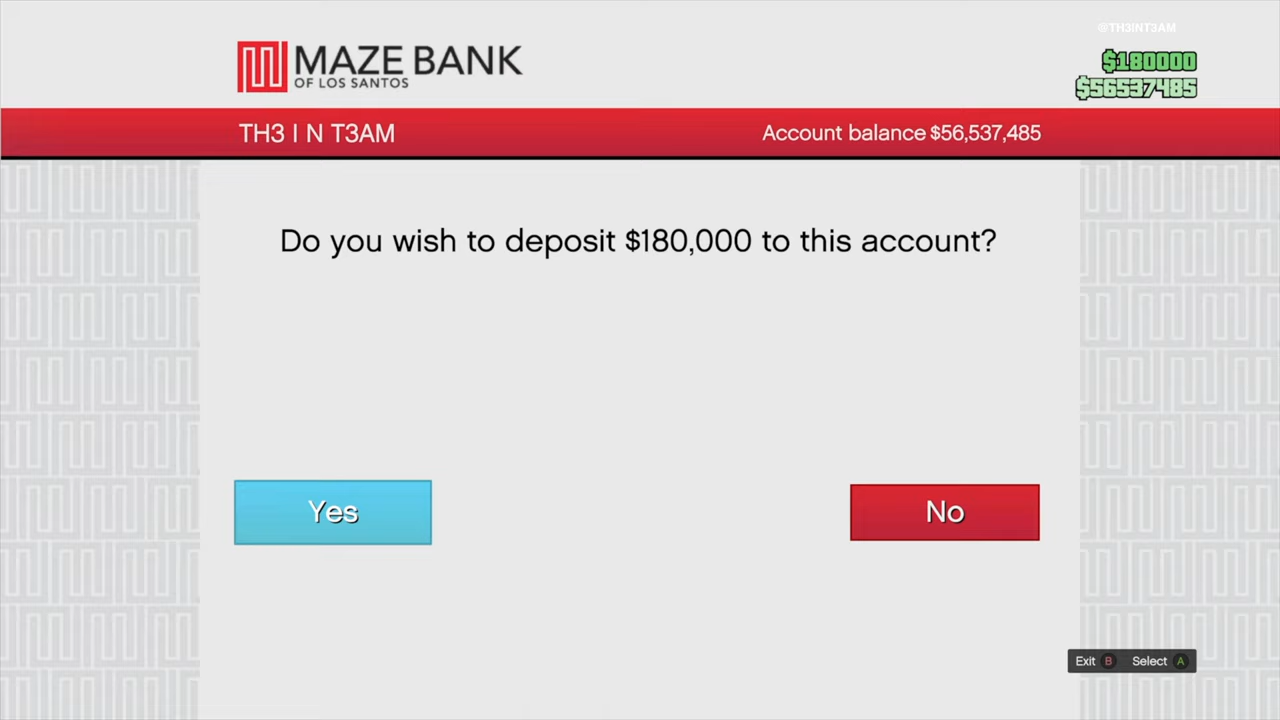 @TH3INT3AM
MAZE BANK
OF LOS SANTOS
$180000
$56537485
TH3 I N T3AM
Account balance $56,537,485
Do you wish to deposit $180,000 to this account?
Yes
No
Exit B Select A